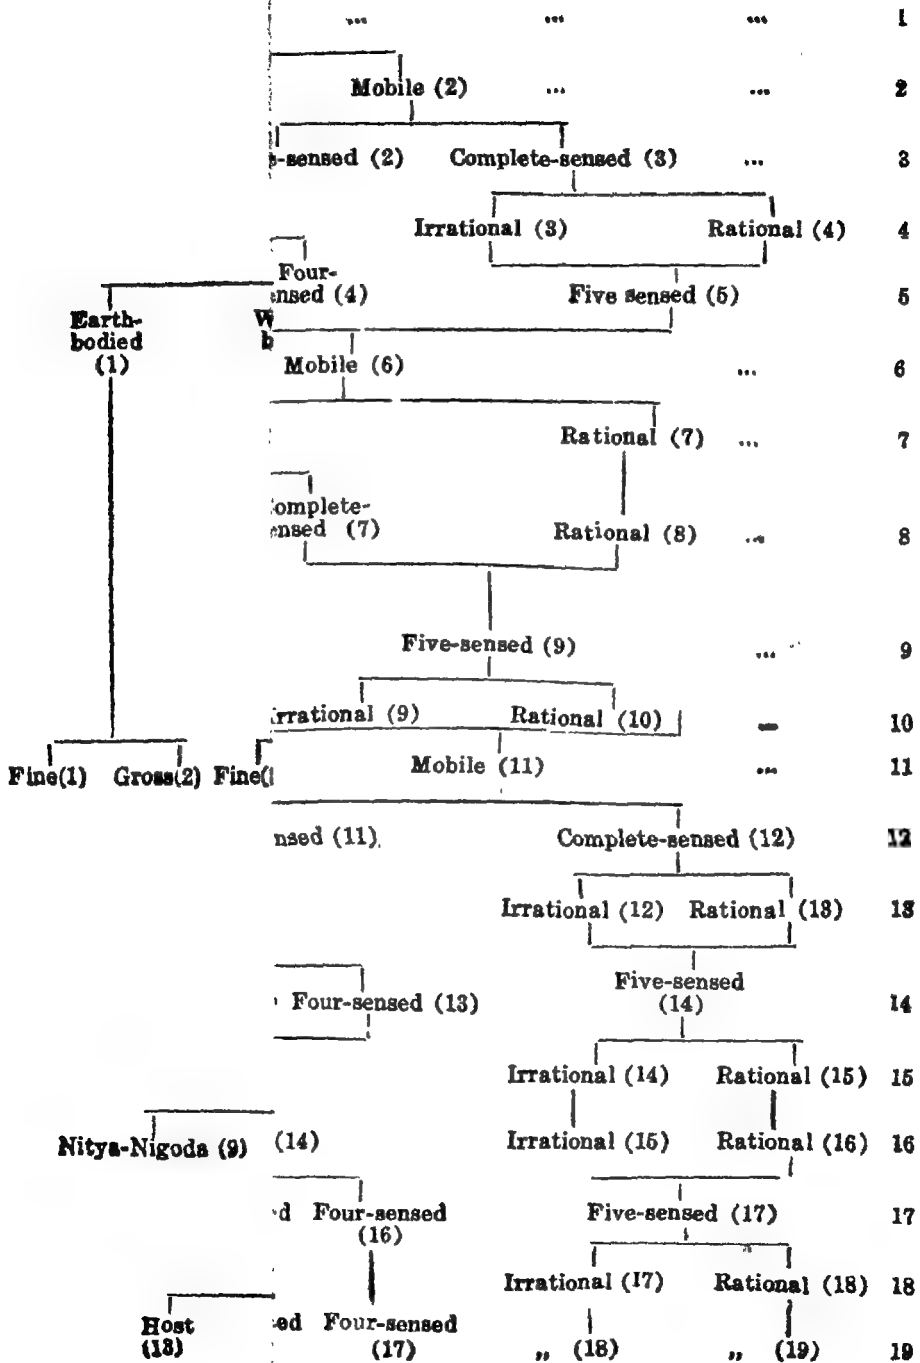 ... ... ... 1
Mobile (2) ... ... 2
-sensed (2) Complete-sensed (3) ... 3
Irrational (3) Rational (4) 4
Four-
ensed (4) Five sensed (5) 5
Earth-
bodied
(1)
W
b
Mobile (6) ... 6
Rational (7) ... 7
omplete-
ensed (7) Rational (8) ... 8
Five-sensed (9) ... 9
rrational (9) Rational (10) 10
Fine(1) Gross(2) Fine( Mobile (11) ... 11
nsed (11) Complete-sensed (12) 12
Irrational (12) Rational (13) 13
Four-sensed (13) Five-sensed
(14) 14
Irrational (14) Rational (15) 15
Nitya-Nigoda (9) (14) Irrational (15) Rational (16) 16
d Four-sensed
(16) Five-sensed (17) 17
Irrational (17) Rational (18) 18
Host
(13)
sed Four-sensed
(17) „ (18) „ (19) 19